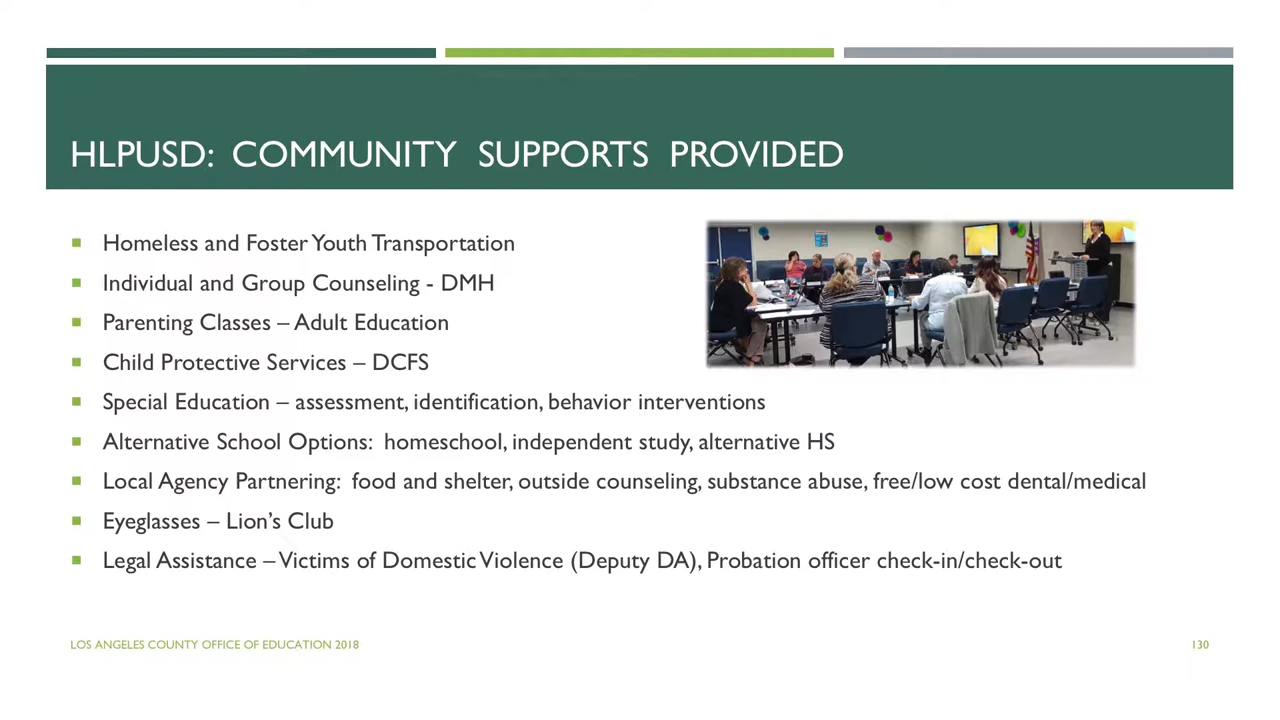 HLPUSD: COMMUNITY SUPPORTS PROVIDED
Homeless and Foster Youth Transportation
Individual and Group Counseling - DMH
Parenting Classes – Adult Education
Child Protective Services – DCFS
Special Education – assessment, identification, behavior interventions
Alternative School Options: homeschool, independent study, alternative HS
Local Agency Partnering: food and shelter, outside counseling, substance abuse, free/low cost dental/medical
Eyeglasses – Lion’s Club
Legal Assistance – Victims of Domestic Violence (Deputy DA), Probation officer check-in/check-out
LOS ANGELES COUNTY OFFICE OF EDUCATION 2018
130